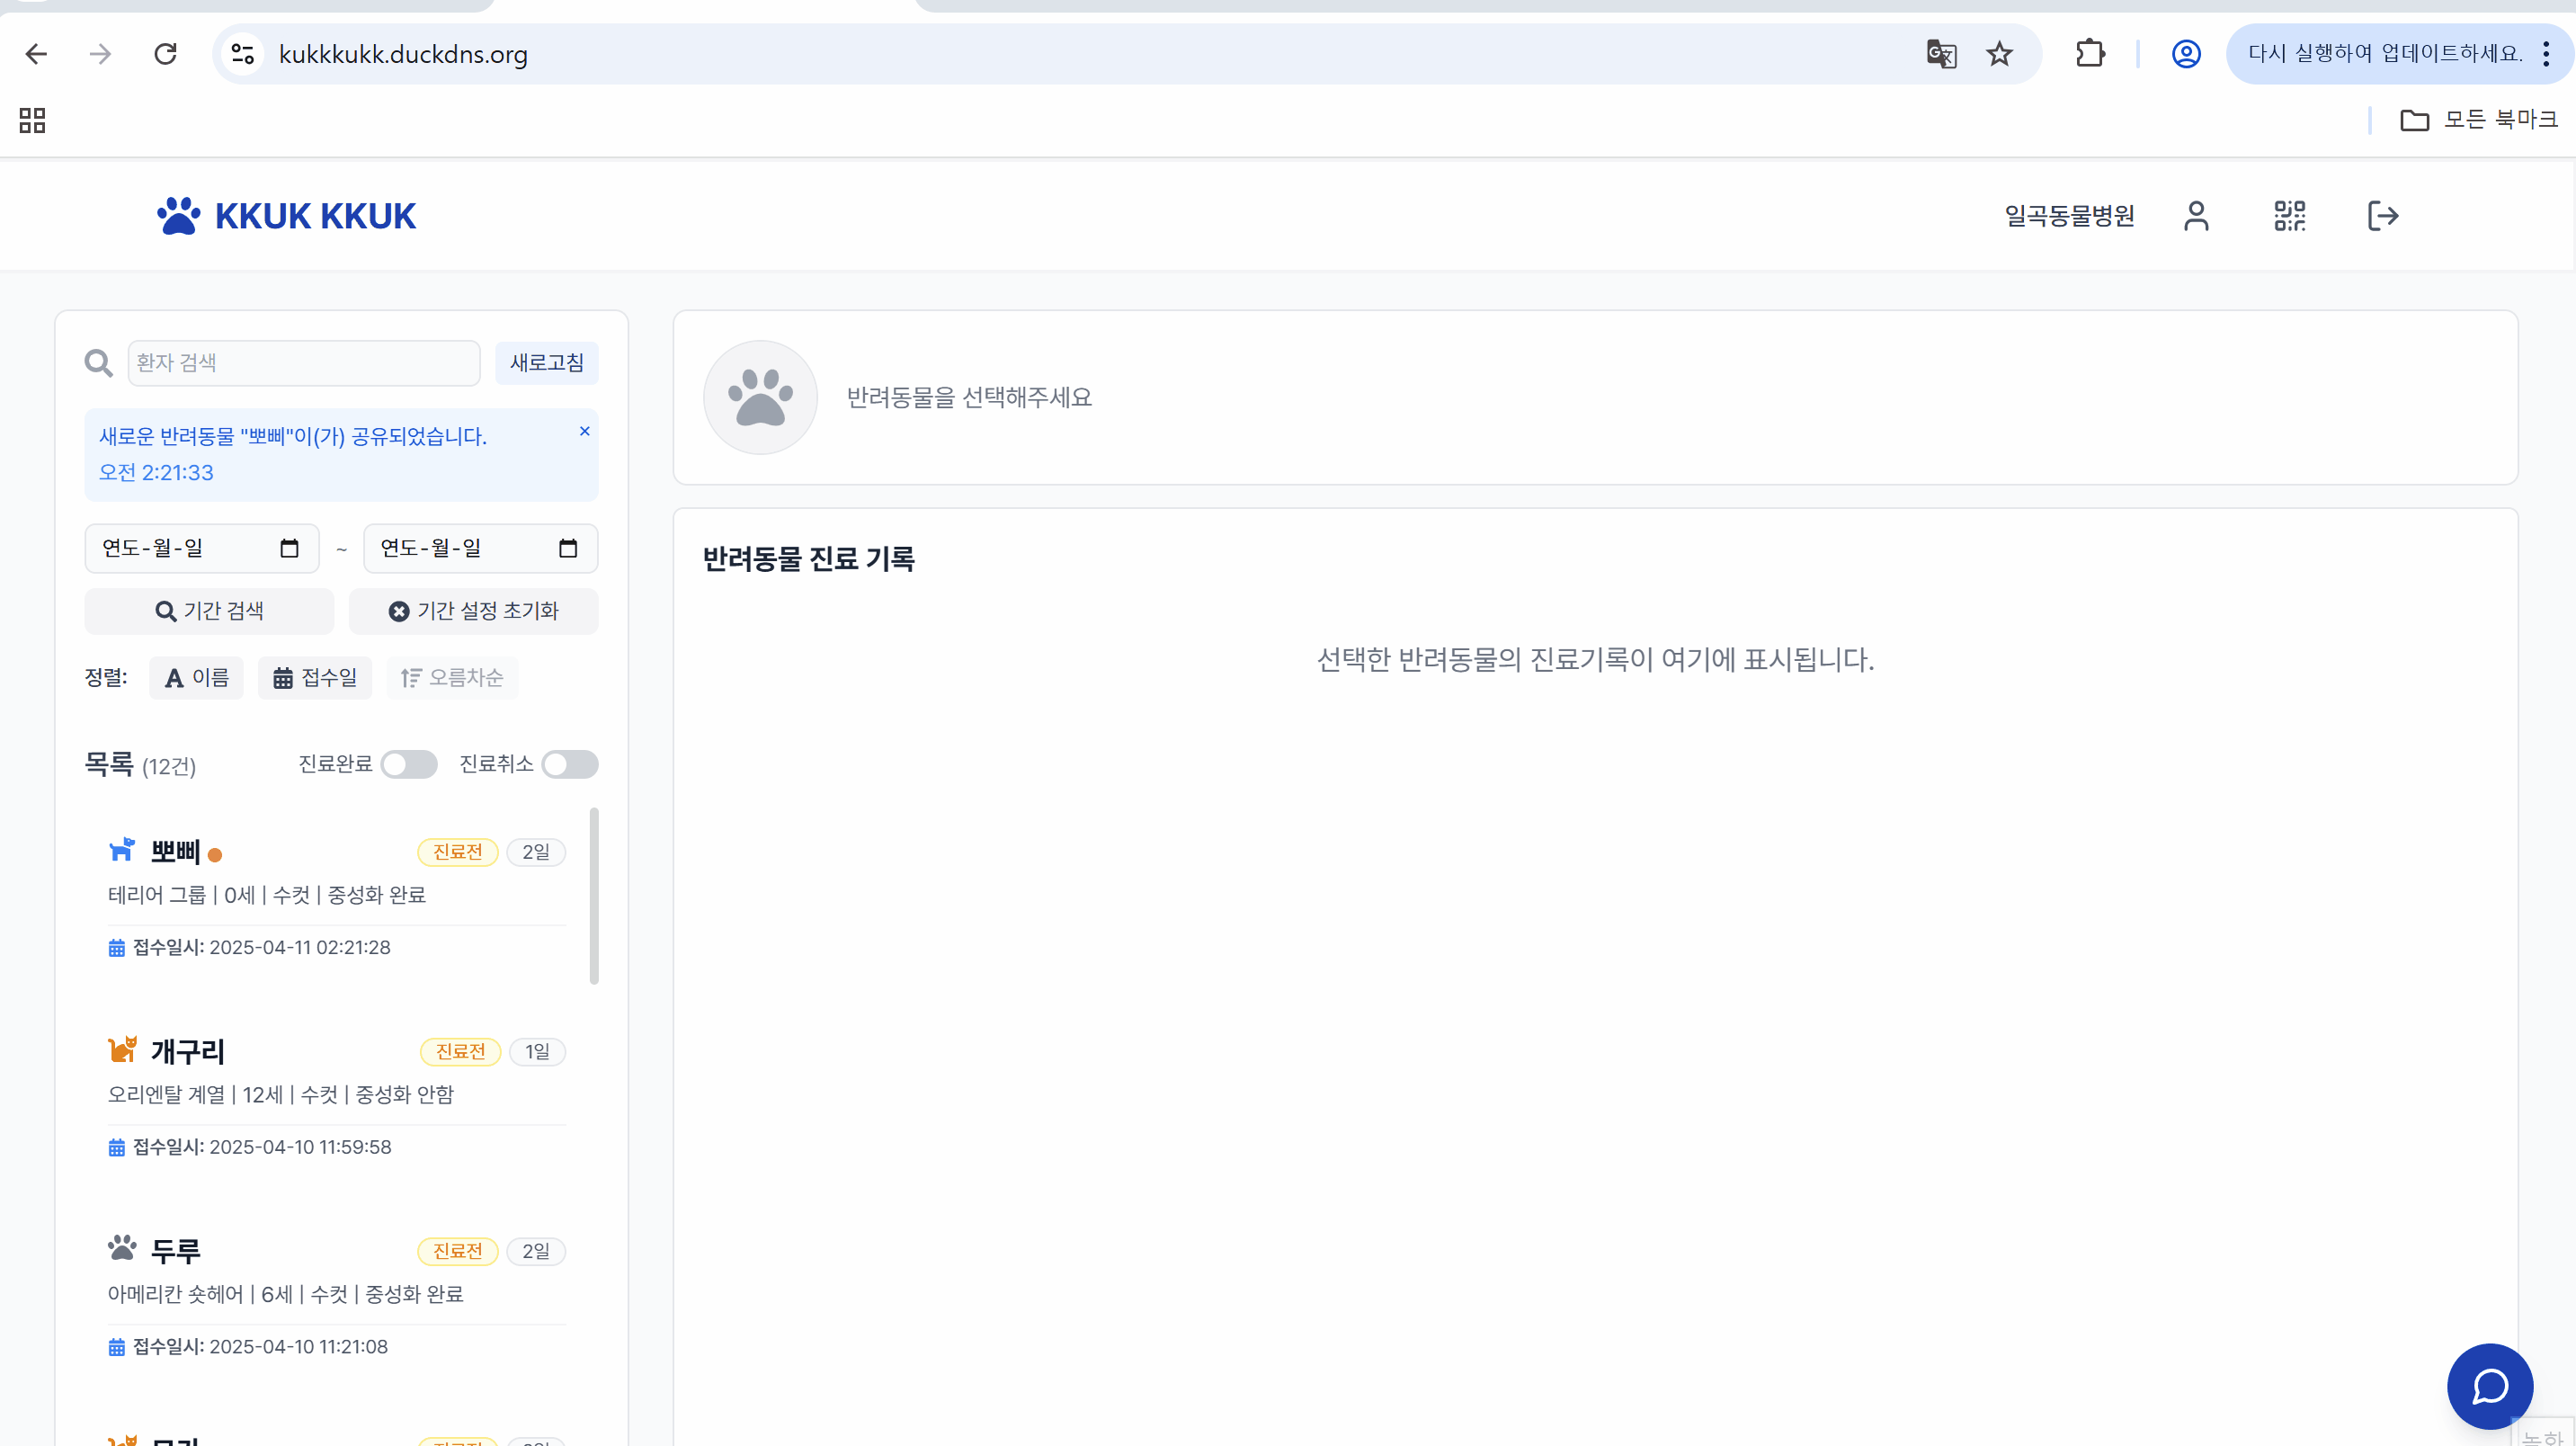 kukkkukk.duckdns.org
다시 실행하여 업데이트하세요.
모든 북마크
KKUK KKUK
일곡동물병원
환자 검색
새로고침
새로운 반려동물 "뽀삐"이(가) 공유되었습니다.
오전 2:21:33
연도-월-일 ~ 연도-월-일
기간 검색
기간 설정 초기화
정렬: 이름 접수일 오름차순
목록 (12건) 진료완료 진료취소
뽀삐 진료전 2일
테리어 그룹 | 0세 | 수컷 | 중성화 완료
접수일시: 2025-04-11 02:21:28
개구리 진료전 1일
오리엔탈 계열 | 12세 | 수컷 | 중성화 안함
접수일시: 2025-04-10 11:59:58
두루 진료전 2일
아메리칸 숏헤어 | 6세 | 수컷 | 중성화 완료
접수일시: 2025-04-10 11:21:08
반려동물을 선택해주세요
반려동물 진료 기록
선택한 반려동물의 진료기록이 여기에 표시됩니다.